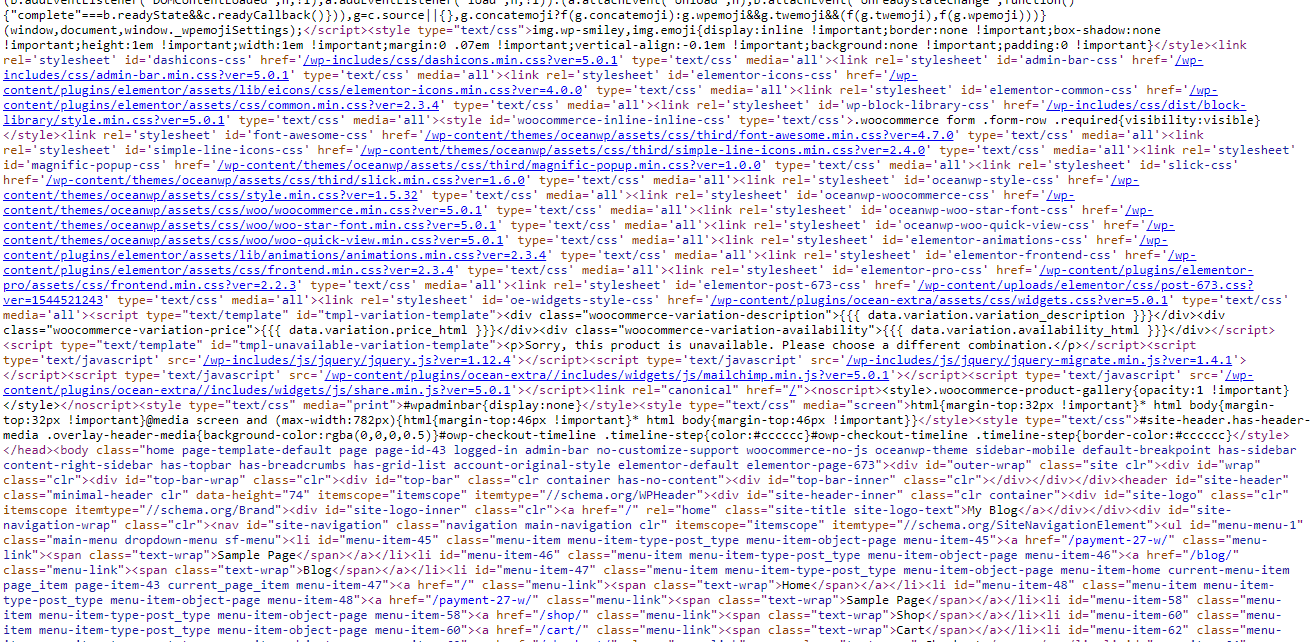 {"complete"===b.readyState&&c.readyCallback()})),g=c.source||{},g.concatemoji?f(g.concatemoji):g.wpemoji&&g.twemoji&&(f(g.twemoji),f(g.wpemoji)))}
(window,document,window._wpemojiSettings);</script><style type="text/css">img.wp-smiley,img.emoji{display:inline !important;border:none !important;box-shadow:none
!important;height:1em !important;width:1em !important;margin:0 .07em !important;vertical-align:-0.1em !important;background:none !important;padding:0 !important}</style><link
rel='stylesheet' id='dashicons-css' href='/wp-includes/css/dashicons.min.css?ver=5.0.1' type='text/css' media='all'><link rel='stylesheet' id='admin-bar-css' href='/wp-
includes/css/admin-bar.min.css?ver=5.0.1' type='text/css' media='all'><link rel='stylesheet' id='elementor-icons-css' href='/wp-
content/plugins/elementor/assets/lib/eicons/css/elementor-icons.min.css?ver=4.0.0' type='text/css' media='all'><link rel='stylesheet' id='elementor-common-css' href='/wp-
content/plugins/elementor/assets/css/common.min.css?ver=2.3.4' type='text/css' media='all'><link rel='stylesheet' id='wp-block-library-css' href='/wp-includes/css/dist/block-
library/style.min.css?ver=5.0.1' type='text/css' media='all'><style id='woocommerce-inline-inline-css' type='text/css'>.woocommerce form .form-row .required{visibility:visible}
</style><link rel='stylesheet' id='font-awesome-css' href='/wp-content/themes/oceanwp/assets/css/third/font-awesome.min.css?ver=4.7.0' type='text/css' media='all'><link
rel='stylesheet' id='simple-line-icons-css' href='/wp-content/themes/oceanwp/assets/css/third/simple-line-icons.min.css?ver=2.4.0' type='text/css' media='all'><link rel='stylesheet'
id='magnific-popup-css' href='/wp-content/themes/oceanwp/assets/css/third/magnific-popup.min.css?ver=1.0.0' type='text/css' media='all'><link rel='stylesheet' id='slick-css'
href='/wp-content/themes/oceanwp/assets/css/third/slick.min.css?ver=1.6.0' type='text/css' media='all'><link rel='stylesheet' id='oceanwp-style-css' href='/wp-
content/themes/oceanwp/assets/css/style.min.css?ver=1.5.32' type='text/css' media='all'><link rel='stylesheet' id='oceanwp-woocommerce-css' href='/wp-
content/themes/oceanwp/assets/css/woo/woocommerce.min.css?ver=5.0.1' type='text/css' media='all'><link rel='stylesheet' id='oceanwp-woo-star-font-css' href='/wp-
content/themes/oceanwp/assets/css/woo/woo-star-font.min.css?ver=5.0.1' type='text/css' media='all'><link rel='stylesheet' id='oceanwp-woo-quick-view-css' href='/wp-
content/themes/oceanwp/assets/css/woo/woo-quick-view.min.css?ver=5.0.1' type='text/css' media='all'><link rel='stylesheet' id='elementor-animations-css' href='/wp-
content/plugins/elementor/assets/lib/animations/animations.min.css?ver=2.3.4' type='text/css' media='all'><link rel='stylesheet' id='elementor-frontend-css' href='/wp-
content/plugins/elementor/assets/css/frontend.min.css?ver=2.3.4' type='text/css' media='all'><link rel='stylesheet' id='elementor-pro-css' href='/wp-content/plugins/elementor-
pro/assets/css/frontend.min.css?ver=2.2.3' type='text/css' media='all'><link rel='stylesheet' id='elementor-post-673-css' href='/wp-content/uploads/elementor/css/post-673.css?
ver=1544521243' type='text/css' media='all'><link rel='stylesheet' id='oe-widgets-style-css' href='/wp-content/plugins/ocean-extra/assets/css/widgets.css?ver=5.0.1' type='text/css'
media='all'><script type="text/template" id="tmpl-variation-template"><div class="woocommerce-variation-description">{{{ data.variation.variation_description }}}</div><div
class="woocommerce-variation-price">{{{ data.variation.price_html }}}</div><div class="woocommerce-variation-availability">{{{ data.variation.availability_html }}}</div></script>
<script type="text/template" id="tmpl-unavailable-variation-template"><p>Sorry, this product is unavailable. Please choose a different combination.</p></script><script
type='text/javascript' src='/wp-includes/js/jquery/jquery.js?ver=1.12.4'></script><script type='text/javascript' src='/wp-includes/js/jquery/jquery-migrate.min.js?ver=1.4.1'>
</script><script type='text/javascript' src='/wp-content/plugins/ocean-extra//includes/widgets/js/mailchimp.min.js?ver=5.0.1'></script><script type='text/javascript' src='/wp-
content/plugins/ocean-extra//includes/widgets/js/share.min.js?ver=5.0.1'></script><link rel="canonical" href="/"><noscript><style>.woocommerce-product-gallery{opacity:1 !important}
</style></noscript><style type="text/css" media="print">#wpadminbar{display:none}</style><style type="text/css" media="screen">html{margin-top:32px !important}* html body{margin-
top:32px !important}@media screen and (max-width:782px){html{margin-top:46px !important}* html body{margin-top:46px !important}}</style><style>#site-header.has-header-
media .overlay-header-media{background-color:rgba(0,0,0,0.5)}#owp-checkout-timeline .timeline-step{color:#cccccc}#owp-checkout-timeline .timeline-step{border-color:#cccccc}</style>
</head><body class="home page-template-default page page-id-43 logged-in admin-bar no-customize-support woocommerce-no-js oceanwp-theme sidebar-mobile default-breakpoint has-sidebar
content-right-sidebar has-topbar has-breadcrumbs has-grid-list account-original-style elementor-default elementor-page-673"><div id="outer-wrap" class="site clr"><div id="wrap"
class="clr"><div id="top-bar-wrap" class="clr"><div id="top-bar" class="clr container has-no-content"><div id="top-bar-inner" class="clr"></div></div></div><header id="site-header"
class="minimal-header clr" data-height="74" itemscope="itemscope" itemtype="//schema.org/WPHeader"><div id="site-header-inner" class="clr container"><div id="site-logo" class="clr"
itemscope itemtype="//schema.org/Brand"><div id="site-logo-inner" class="clr"><a href="/" rel="home" class="site-title site-logo-text">My Blog</a></div></div><div id="site-
navigation-wrap" class="clr"><nav id="site-navigation" class="navigation main-navigation clr" itemscope="itemscope" itemtype="//schema.org/SiteNavigationElement"><ul id="menu-menu-1"
class="main-menu dropdown-menu sf-menu"><li id="menu-item-45" class="menu-item menu-item-type-post_type menu-item-object-page menu-item-45"><a href="/payment-27-w/" class="menu-
link"><span class="text-wrap">Sample Page</span></a></li><li id="menu-item-46" class="menu-item menu-item-type-post_type menu-item-object-page menu-item-46"><a href="/blog/"
class="menu-link"><span class="text-wrap">Blog</span></a></li><li id="menu-item-47" class="menu-item menu-item-type-post_type menu-item-object-page menu-item-home current-menu-item
page_item page-item-43 current_page_item menu-item-47"><a href="/" class="menu-link"><span class="text-wrap">Home</span></a></li><li id="menu-item-48" class="menu-item menu-item-
type-post_type menu-item-object-page menu-item-48"><a href="/payment-27-w/" class="menu-link"><span class="text-wrap">Sample Page</span></a></li><li id="menu-item-58" class="menu-
item menu-item-type-post_type menu-item-object-page menu-item-58"><a href="/shop/" class="menu-link"><span class="text-wrap">Shop</span></a></li><li id="menu-item-60" class="menu-
item menu-item-type-post_type menu-item-object-page menu-item-60"><a href="/cart/" class="menu-link"><span class="text-wrap">Cart</span></a></li><li id="menu-item-62" class="menu-